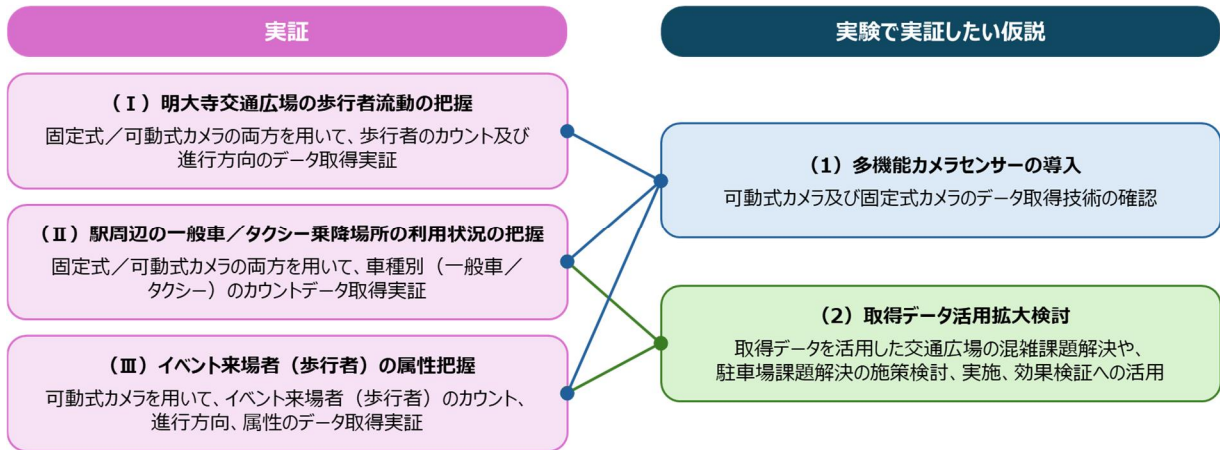 実証
（Ⅰ）明大寺交通広場の歩行者流動の把握
固定式／可動式カメラの両方を用いて、歩行者のカウント及び
進行方向のデータ取得実証
（Ⅱ）駅周辺の一般車／タクシー乗降場所の利用状況の把握
固定式／可動式カメラの両方を用いて、車種別（一般車／
タクシー）のカウントデータ取得実証
（Ⅲ）イベント来場者（歩行者）の属性把握
可動式カメラを用いて、イベント来場者（歩行者）のカウント、
進行方向、属性のデータ取得実証
実験で実証したい仮説
（1）多機能カメラセンサーの導入
可動式カメラ及び固定式カメラのデータ取得技術の確認
（2）取得データ活用拡大検討
取得データを活用した交通広場の混雑課題解決や、
駐車場課題解決の施策検討、実施、効果検証への活用